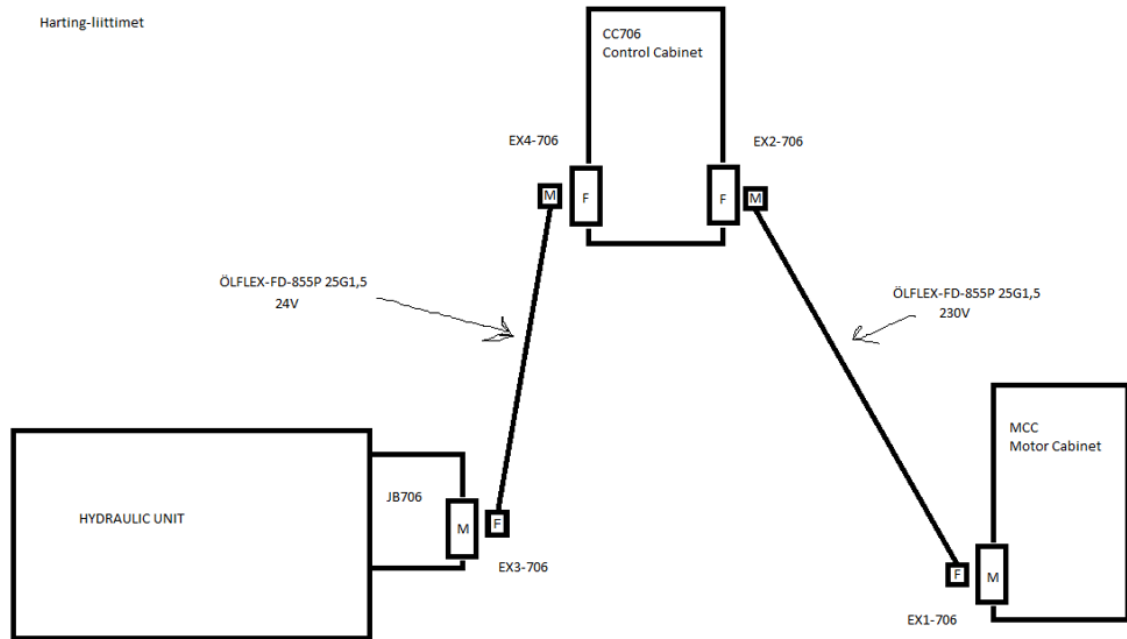 Harting-liittimet
CC706
Control Cabinet
EX4-706
EX2-706
M
F
F
M
ÖLFLEX-FD-855P 25G1,5
24V
ÖLFLEX-FD-855P 25G1,5
230V
MCC
Motor Cabinet
HYDRAULIC UNIT
JB706
M
F
EX3-706
F
M
EX1-706